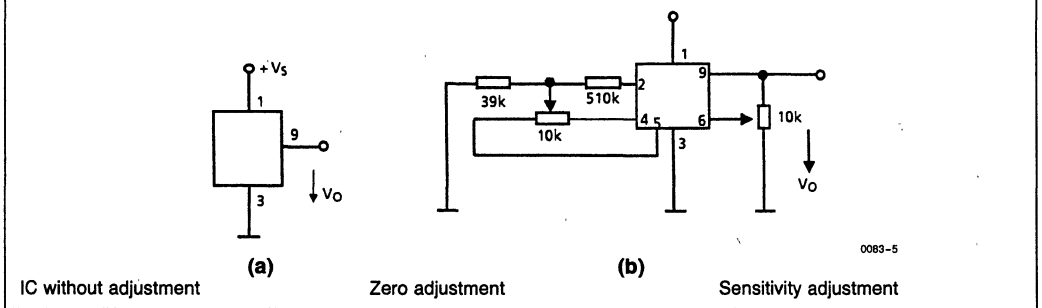 +Vs
1
9
3
VO
(a)
IC without adjustment
1
9
2
39k
510k
4
5
6
10k
10k
3
VO
0083-5
(b)
Zero adjustment
Sensitivity adjustment